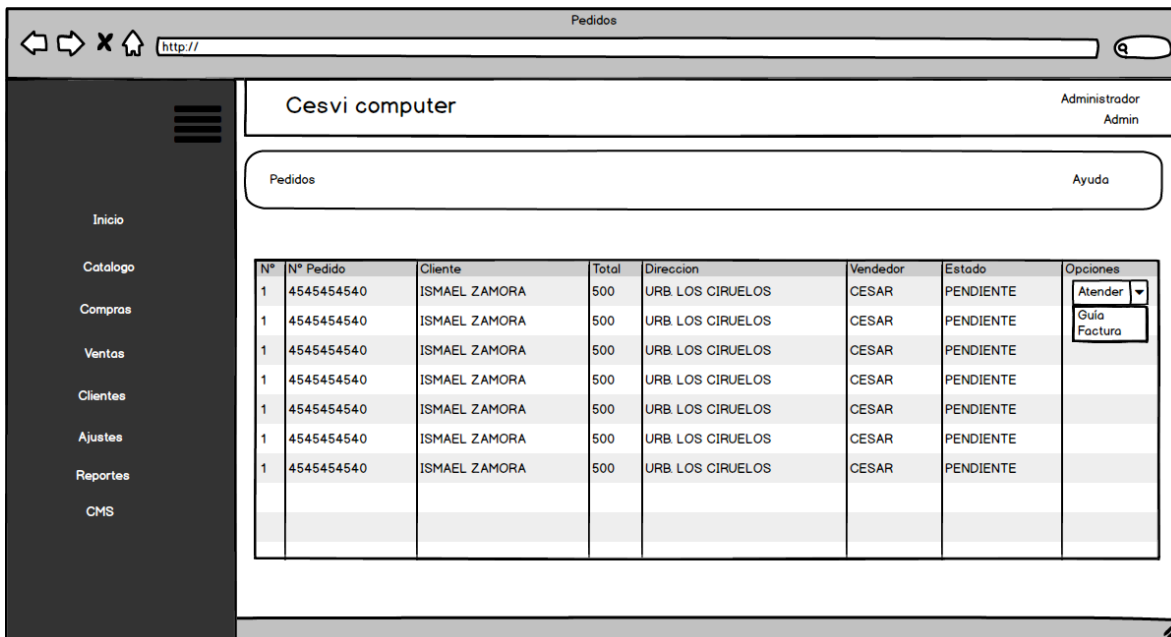 Pedidos
http://
Cesvi computer
Administrador
Admin
Pedidos
Ayuda
Inicio
Catalogo
Compras
Ventas
Clientes
Ajustes
Reportes
CMS
N° N° Pedido Cliente Total Direccion Vendedor Estado Opciones
1 4545454540 ISMAEL ZAMORA 500 URB. LOS CIRUELOS CESAR PENDIENTE Atender
1 4545454540 ISMAEL ZAMORA 500 URB. LOS CIRUELOS CESAR PENDIENTE
Guía
Factura
1 4545454540 ISMAEL ZAMORA 500 URB. LOS CIRUELOS CESAR PENDIENTE
1 4545454540 ISMAEL ZAMORA 500 URB. LOS CIRUELOS CESAR PENDIENTE
1 4545454540 ISMAEL ZAMORA 500 URB. LOS CIRUELOS CESAR PENDIENTE
1 4545454540 ISMAEL ZAMORA 500 URB. LOS CIRUELOS CESAR PENDIENTE
1 4545454540 ISMAEL ZAMORA 500 URB. LOS CIRUELOS CESAR PENDIENTE